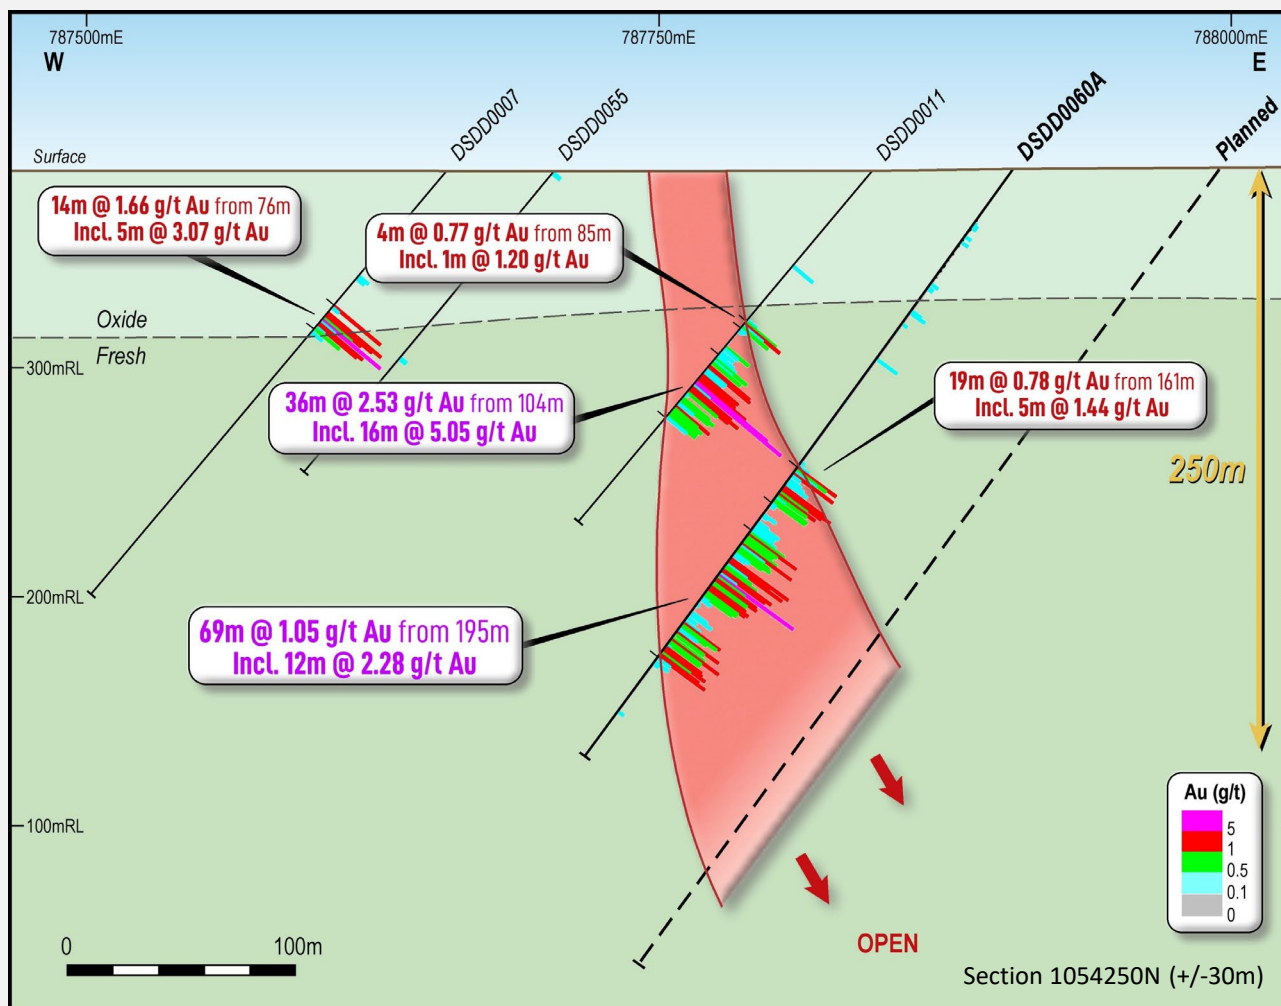 787500mE
787750mE
788000mE
W
E
DSDD0007
DSDD0055
DSDD0011
DSDD0060A
Planned
Surface
14m @ 1.66 g/t Au from 76m
Incl. 5m @ 3.07 g/t Au
4m @ 0.77 g/t Au from 85m
Incl. 1m @ 1.20 g/t Au
Oxide
Fresh
300mRL
36m @ 2.53 g/t Au from 104m
Incl. 16m @ 5.05 g/t Au
19m @ 0.78 g/t Au from 161m
Incl. 5m @ 1.44 g/t Au
250m
200mRL
69m @ 1.05 g/t Au from 195m
Incl. 12m @ 2.28 g/t Au
100mRL
Au (g/t)
5
1
0.5
0.1
0
OPEN
0
100m
Section 1054250N (+/-30m)